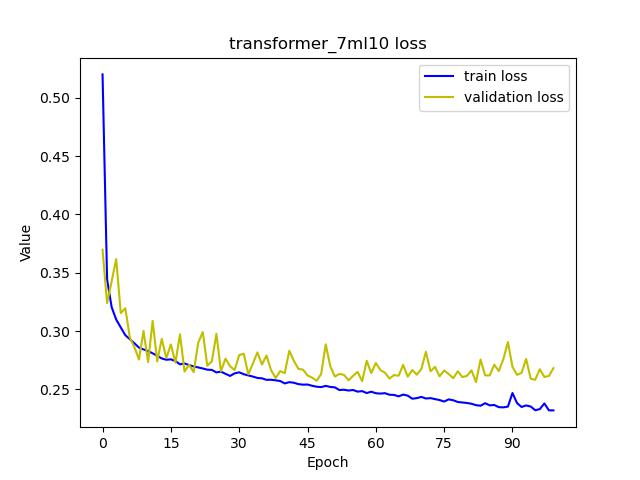 transformer_7ml10 loss
train loss
validation loss
0.50
0.45
0.40
0.35
0.30
0.25
Value
0 15 30 45 60 75 90
Epoch